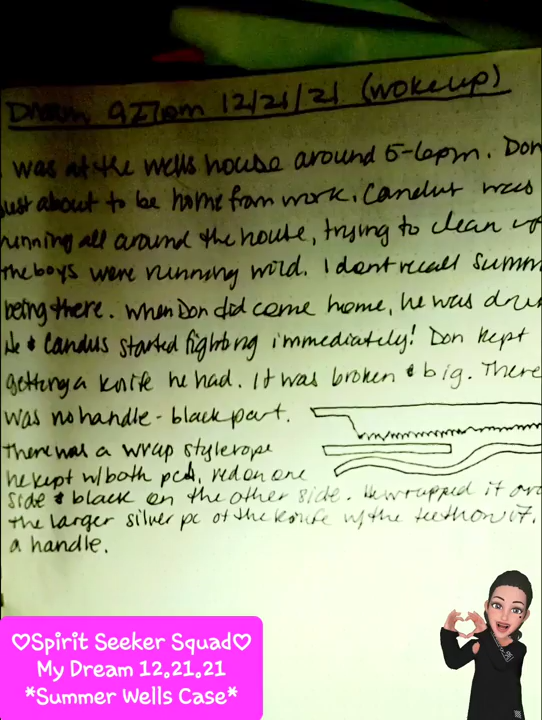 Dream 927pm 12/21/21 (wokeup)
I was at the wells house around 5-6pm. Don
just about to be home from work. Candus was
running all around the house, trying to clean up
the boys were running wild. I dont recall Summ
being there. When Don did come home, he was dru
He & Candus started fighting immediately! Don kept
getting a knife he had. It was broken & big. There
was no handle - black part.
There was a wrap style rope
he kept w/both pcs, red on one
side & black on the other side. He wrapped it aro
the larger silver pc of the knife w/the teeth on it.
a handle.
♡Spirit Seeker Squad♡
My Dream 12.21.21
*Summer Wells Case*